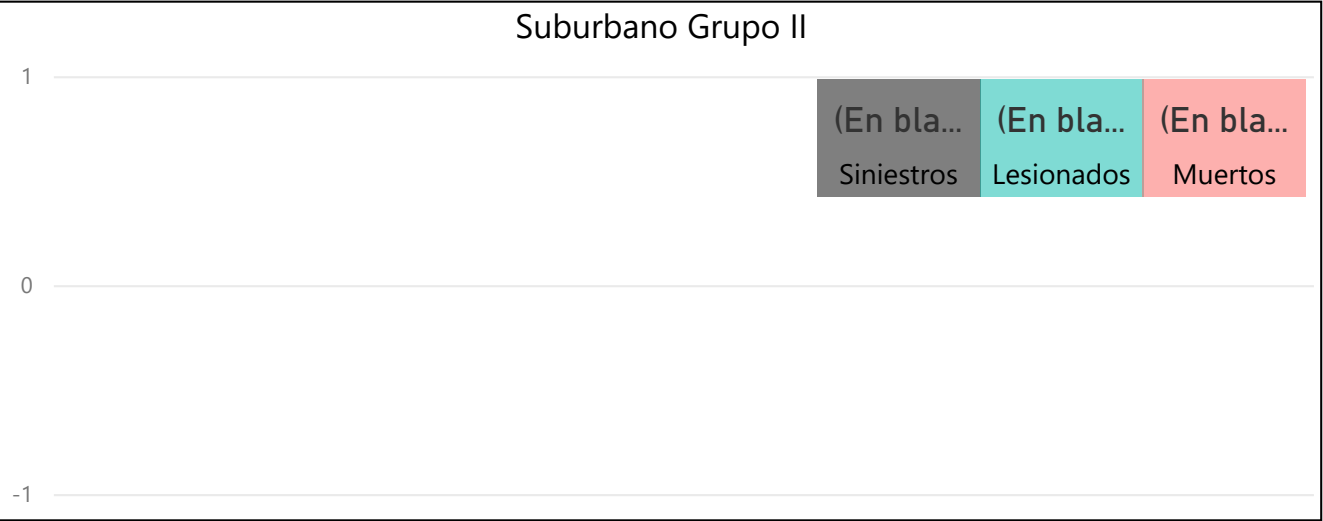 Suburbano Grupo II
1
(En bla... (En bla... (En bla...
Siniestros Lesionados Muertos
0
-1